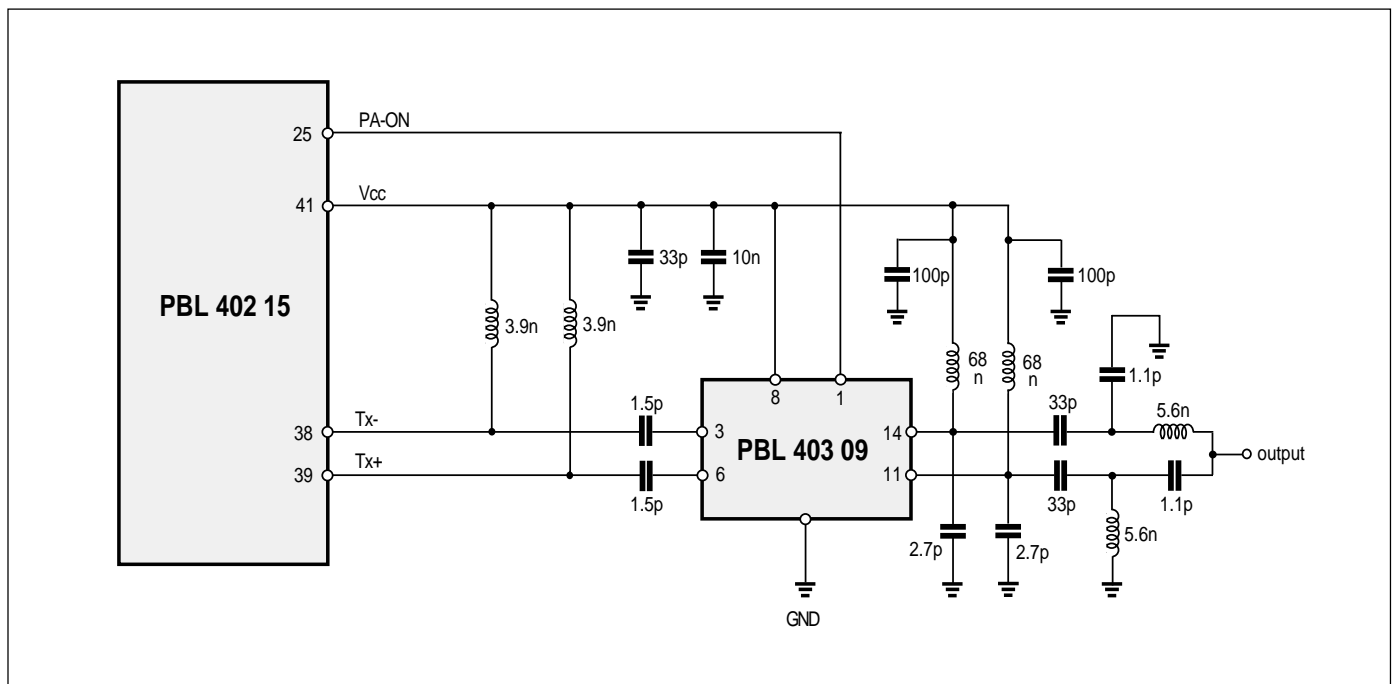 PBL 402 15
25
PA-ON
41
Vcc
33p
10n
100p
100p
3.9n
3.9n
68
n
68
n
1.1p
8
1
38
Tx-
1.5p
3
PBL 403 09
14
33p
5.6n
39
Tx+
6
1.5p
11
33p
1.1p
output
2.7p
2.7p
5.6n
GND